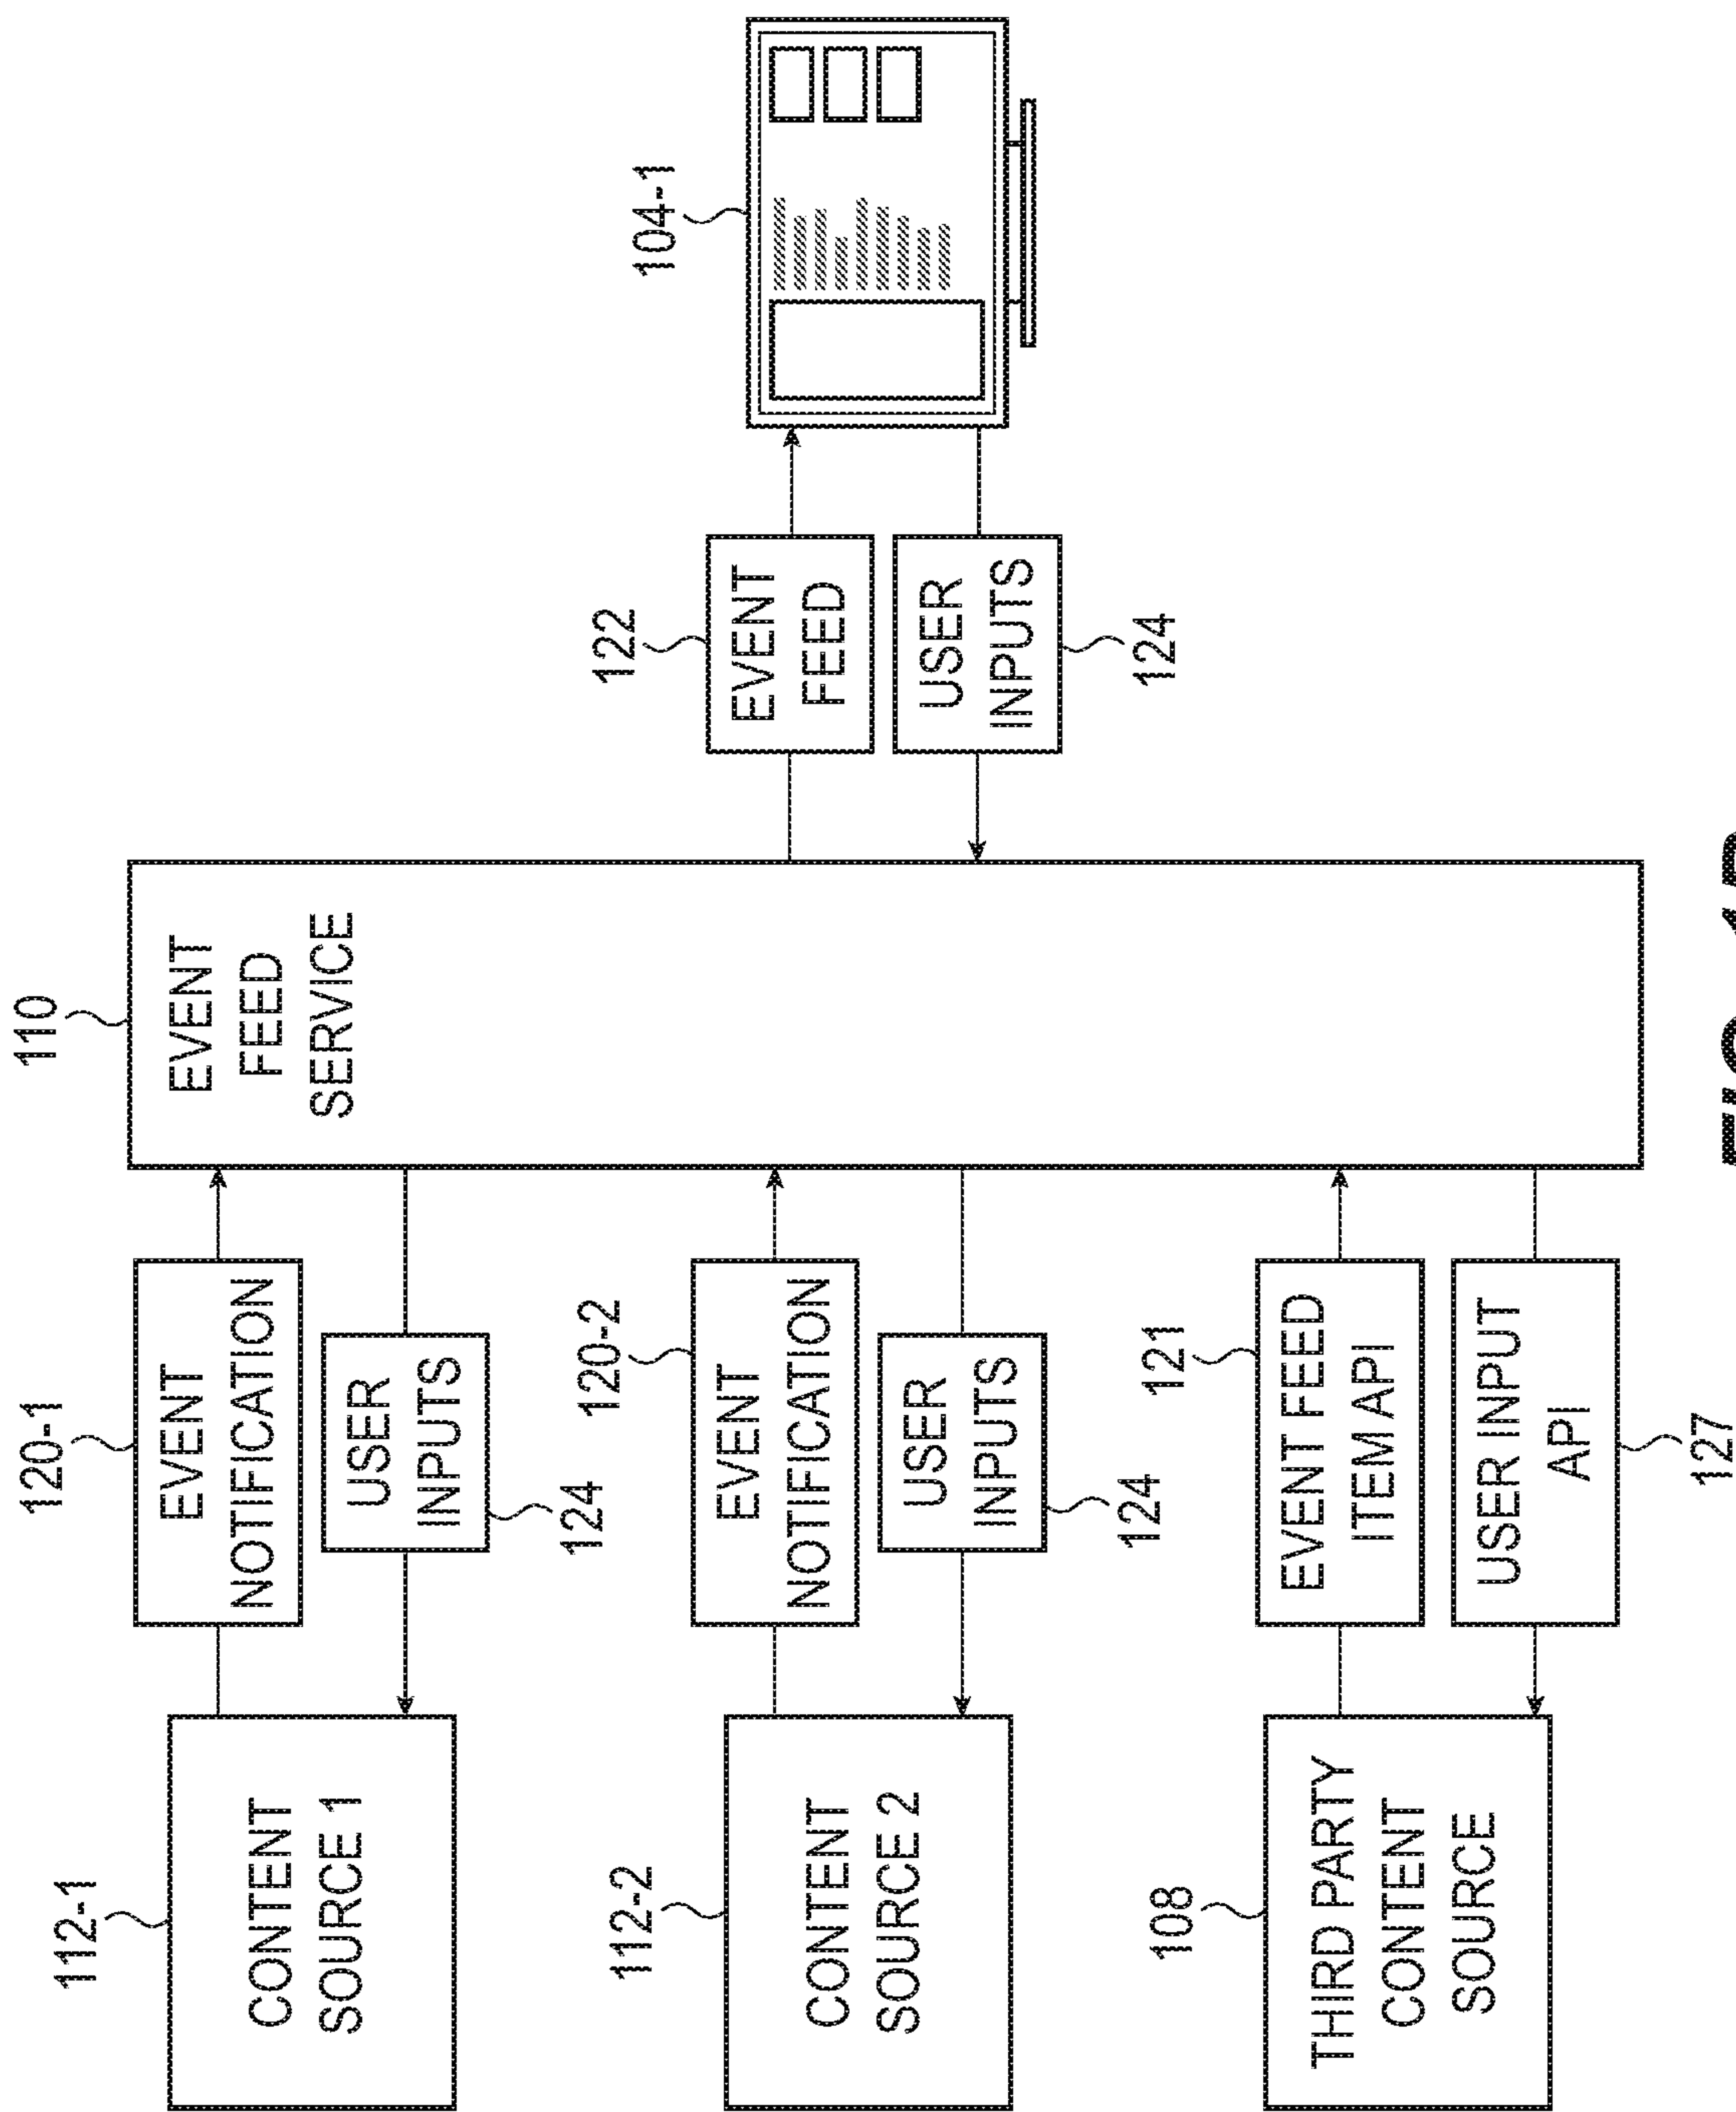 112-1
CONTENT
SOURCE 1
120-1
EVENT
NOTIFICATION
USER
INPUTS
124
112-2
CONTENT
SOURCE 2
120-2
EVENT
NOTIFICATION
USER
INPUTS
124
108
THIRD PARTY
CONTENT
SOURCE
121
EVENT FEED
ITEM API
USER INPUT
API
127
110
EVENT
FEED
SERVICE
122
EVENT
FEED
USER
INPUTS
124
104-1